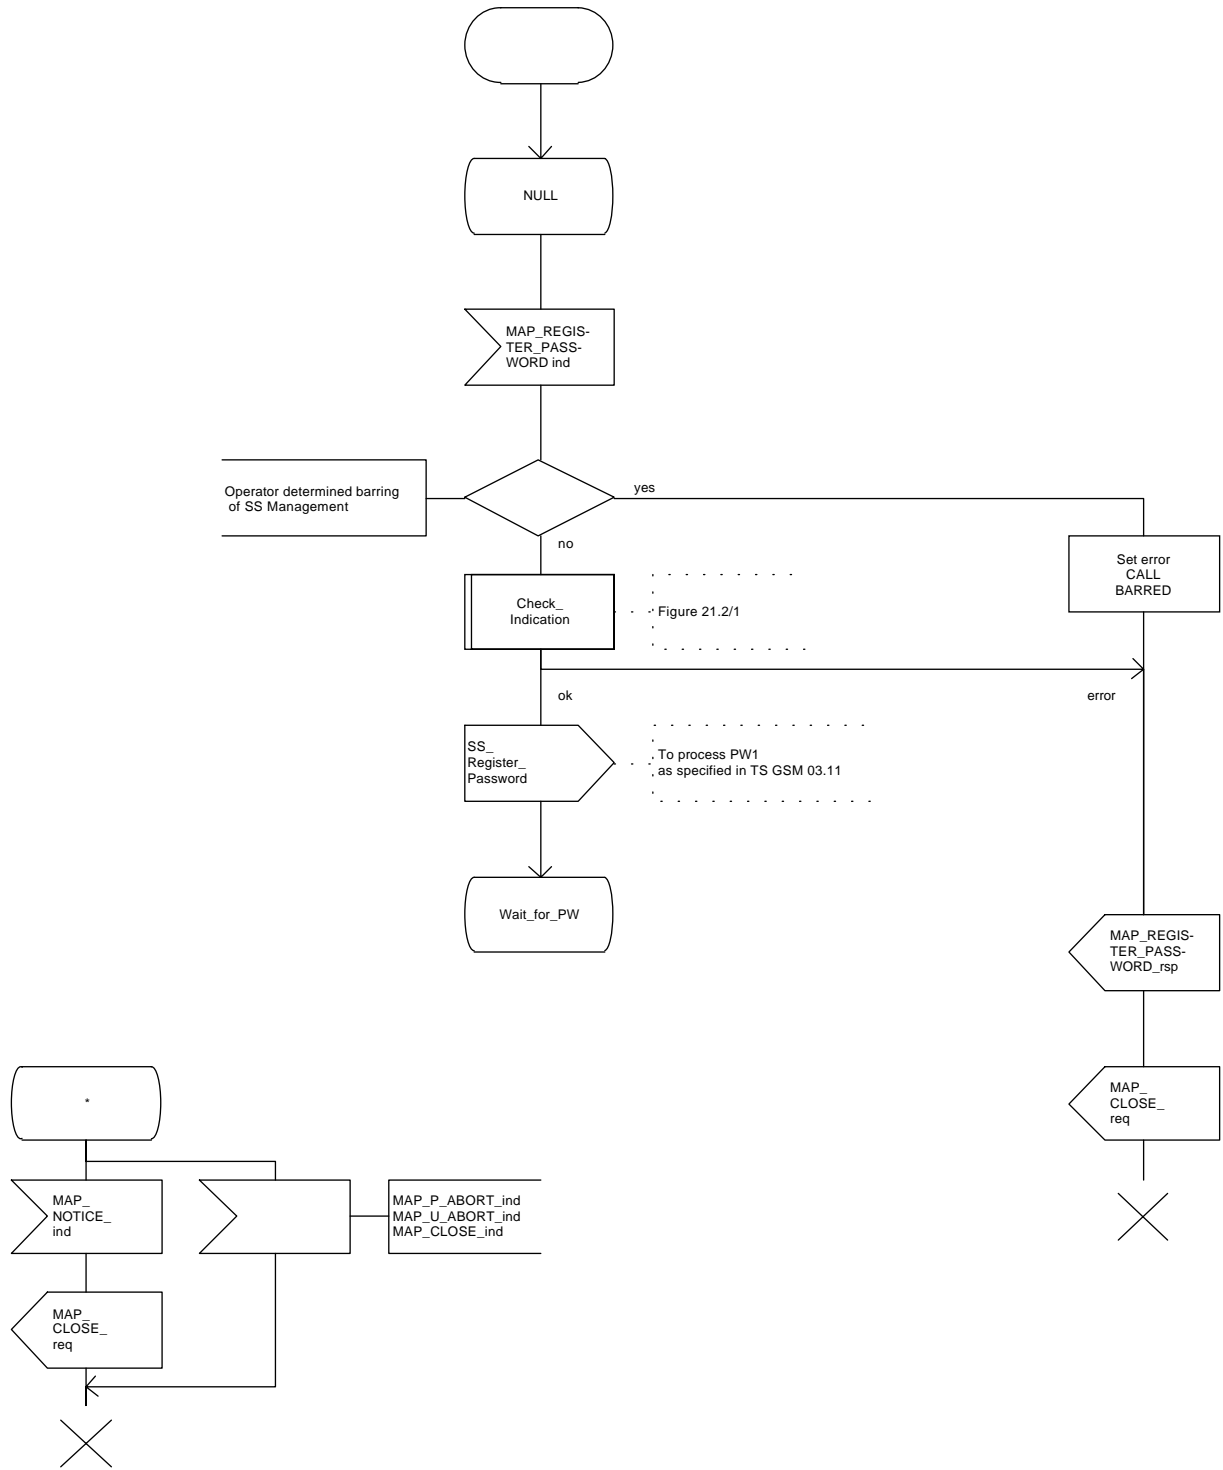 NULL
MAP_REGIS-
TER_PASS-
WORD ind
Operator determined barring
of SS Management
yes
no
Set error
CALL
BARRED
Check_
Indication
Figure 21.2/1
ok
error
SS_
Register_
Password
To process PW1
as specified in TS GSM 03.11
Wait_for_PW
MAP_REGIS-
TER_PASS-
WORD_rsp
MAP_
CLOSE_
req
*
MAP_
NOTICE_
ind
MAP_P_ABORT_ind
MAP_U_ABORT_ind
MAP_CLOSE_ind
MAP_
CLOSE_
req